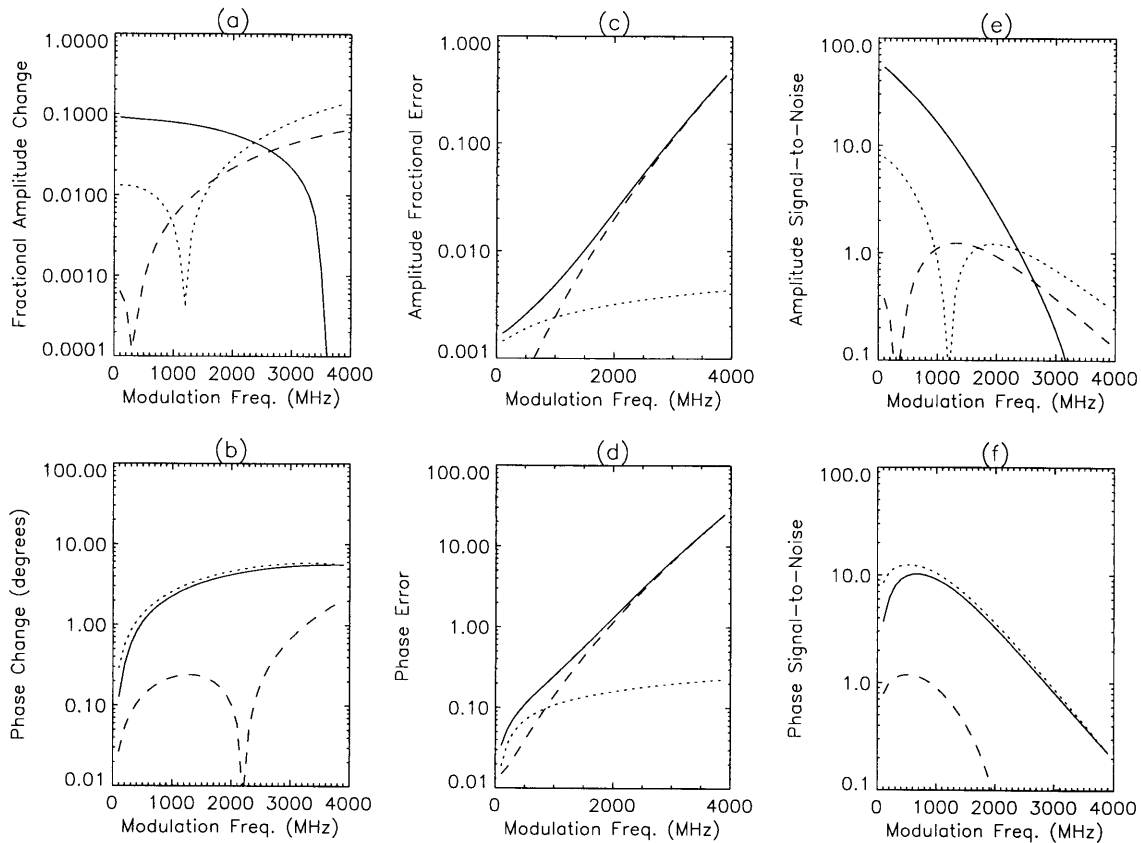 (a)
1.0000
0.1000
0.0100
0.0010
0.0001
Fractional Amplitude Change
0 1000 2000 3000 4000
Modulation Freq. (MHz)
(c)
1.000
0.100
0.010
0.001
Amplitude Fractional Error
0 2000 4000
Modulation Freq. (MHz)
(e)
100.0
10.0
1.0
0.1
Amplitude Signal-to-Noise
0 1000 2000 3000 4000
Modulation Freq. (MHz)
(b)
100.00
10.00
1.00
0.10
0.01
Phase Change (degrees)
0 1000 2000 3000 4000
Modulation Freq. (MHz)
(d)
100.00
10.00
1.00
0.10
0.01
Phase Error
0 2000 4000
Modulation Freq. (MHz)
(f)
100.0
10.0
1.0
0.1
Phase Signal-to-Noise
0 1000 2000 3000 4000
Modulation Freq. (MHz)